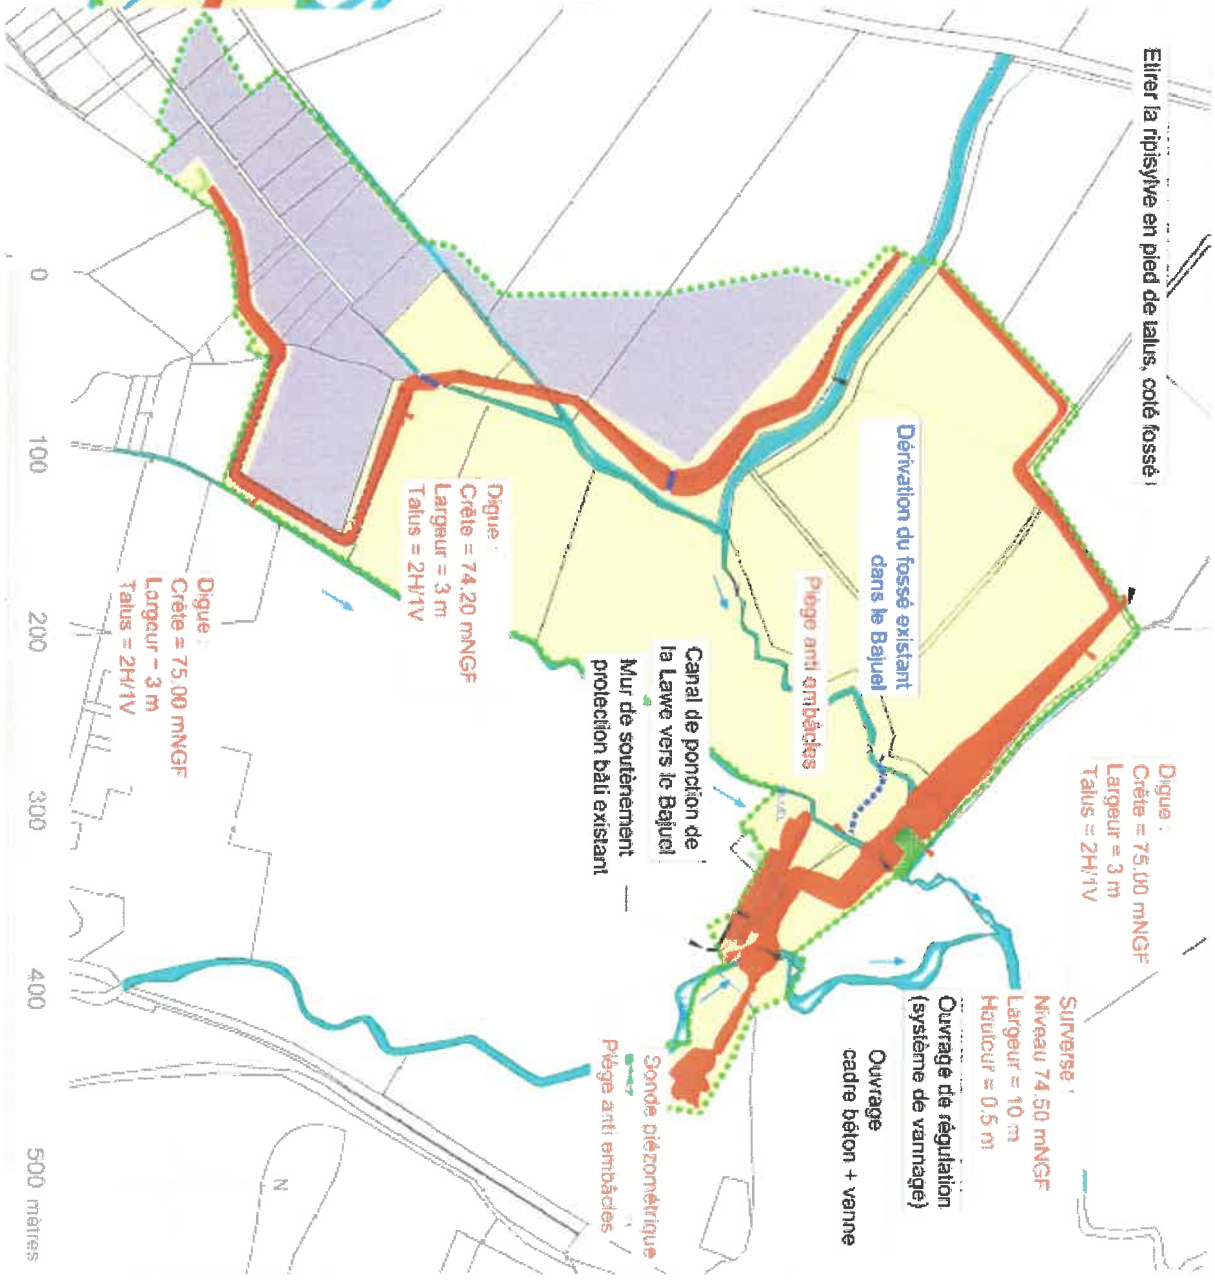 Etirer la ripisylve en pied de talus, coté fossé
Dérivation du fossé existant
dans le Bajuel
Piège anti embâcles
Digue :
Crête = 75.00 mNGF
Largeur = 3 m
Talus = 2H/1V
Surverse :
Niveau 74.50 mNGF
Largeur = 10 m
Hauteur = 0.5 m
Ouvrage de régulation
(système de vannage)
Ouvrage
cadre béton + vanne
Canal de ponction de
la Lawe vers le Bajuel
Mur de soutènement
protection bâti existant
Sonde piézométrique
Piège anti embâcles
Digue :
Crête = 74.20 mNGF
Largeur = 3 m
Talus = 2H/1V
Digue :
Crête = 75.00 mNGF
Largeur = 3 m
Talus = 2H/1V
N
0 100 200 300 400 500 mètres